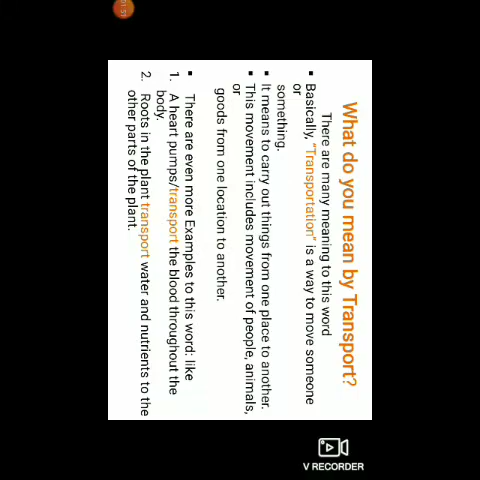 What do you mean by Transport?
There are many meaning to this word
▪ Basically, "Transportation" is a way to move someone
or
something.
▪ It means to carry out things from one place to another.
▪ This movement includes movement of people, animals,
or
goods from one location to another.
▪ There are even more Examples to this word: like
1. A heart pumps/transport the blood throughout the
body.
2. Roots in the plant transport water and nutrients to the
other parts of the plant.
V RECORDER